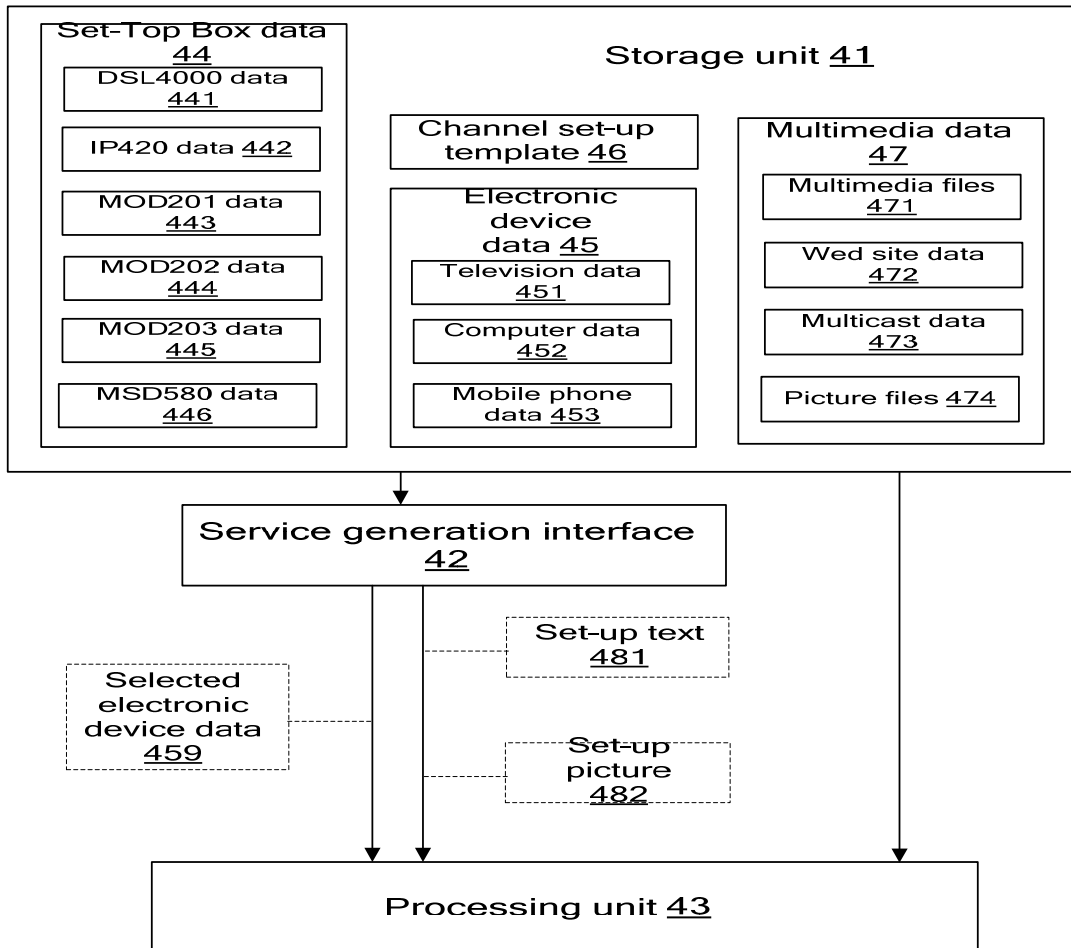 Set-Top Box data
44
DSL4000 data
441
IP420 data 442
MOD201 data
443
MOD202 data
444
MOD203 data
445
MSD580 data
446
Storage unit 41
Channel set-up
template 46
Electronic
device
data 45
Television data
451
Computer data
452
Mobile phone
data 453
Multimedia data
47
Multimedia files
471
Wed site data
472
Multicast data
473
Picture files 474
Service generation interface
42
Set-up text
481
Selected
electronic
device data
459
Set-up
picture
482
Processing unit 43